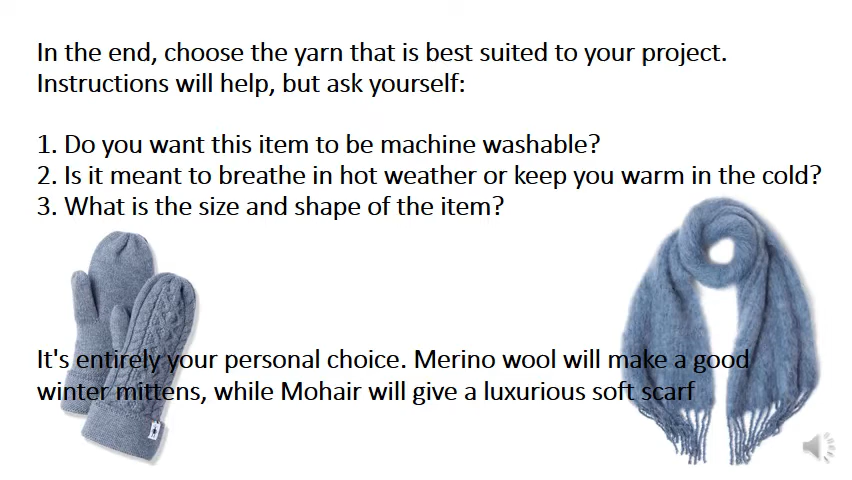 In the end, choose the yarn that is best suited to your project.
Instructions will help, but ask yourself:
1. Do you want this item to be machine washable?
2. Is it meant to breathe in hot weather or keep you warm in the cold?
3. What is the size and shape of the item?
It's entirely your personal choice. Merino wool will make a good
winter mittens, while Mohair will give a luxurious soft scarf